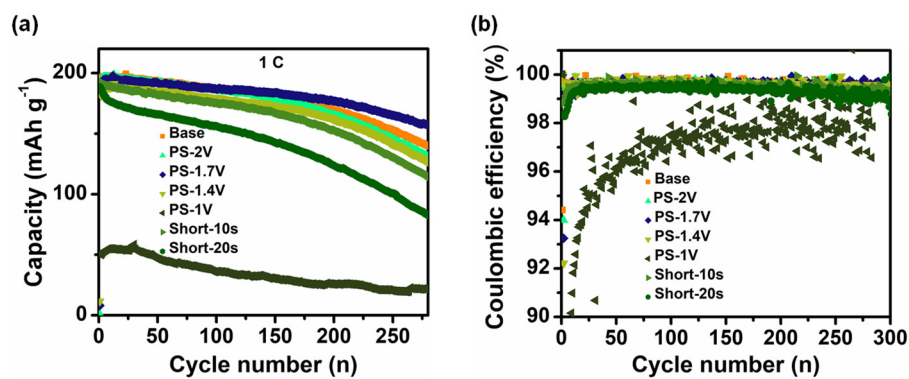 (a)
1 C
Capacity (mAh g⁻¹)
200
100
0
Base
PS-2V
PS-1.7V
PS-1.4V
PS-1V
Short-10s
Short-20s
0 50 100 150 200 250
Cycle number (n)
(b)
Coulombic efficiency (%)
100
98
96
94
92
90
Base
PS-2V
PS-1.7V
PS-1.4V
PS-1V
Short-10s
Short-20s
0 50 100 150 200 250 300
Cycle number (n)